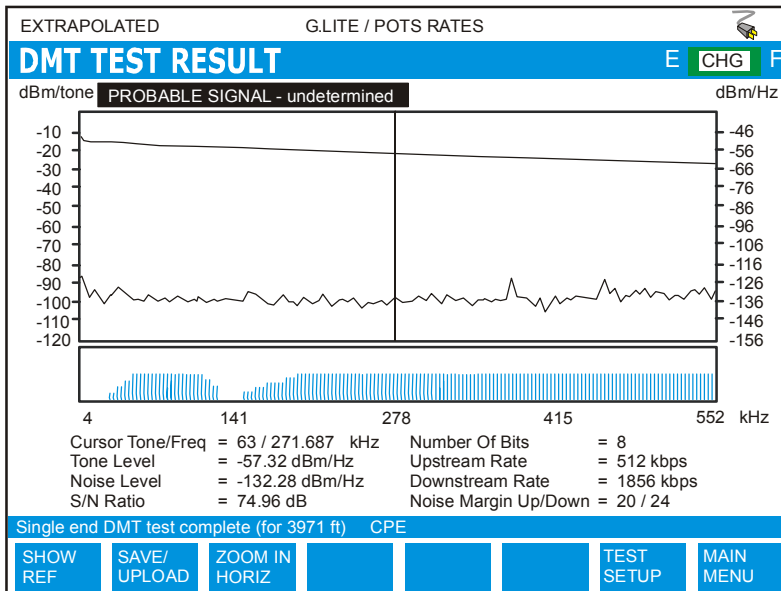 EXTRAPOLATED G.LITE / POTS RATES
DMT TEST RESULT E CHG F
dBm/tone PROBABLE SIGNAL - undetermined dBm/Hz
-10 -46
-20 -56
-30 -66
-40 -76
-50 -86
-60 -96
-70 -106
-80 -116
-90 -126
-100 -136
-110 -146
-120 -156
4 141 278 415 552 kHz
Cursor Tone/Freq = 63 / 271.687 kHz Number Of Bits = 8
Tone Level = -57.32 dBm/Hz Upstream Rate = 512 kbps
Noise Level = -132.28 dBm/Hz Downstream Rate = 1856 kbps
S/N Ratio = 74.96 dB Noise Margin Up/Down = 20 / 24
Single end DMT test complete (for 3971 ft) CPE
SHOW REF SAVE/ UPLOAD ZOOM IN HORIZ TEST SETUP MAIN MENU